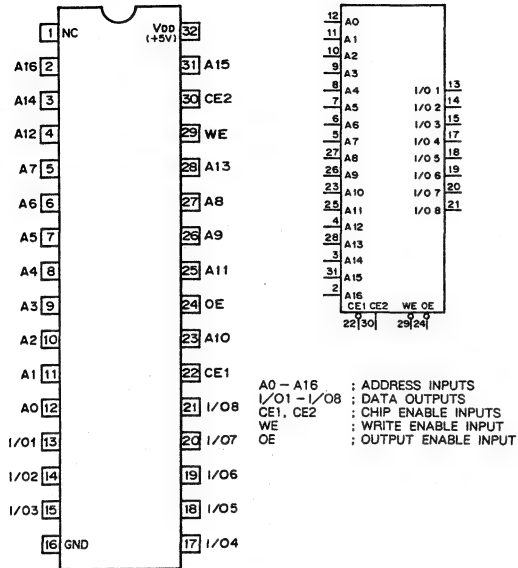 1 NC VDD 32
(+5V)
A16 2 31 A15
A14 3 30 CE2
A12 4 29 WE
A7 5 28 A13
A6 6 27 A8
A5 7 26 A9
A4 8 25 A11
A3 9 24 OE
A2 10 23 A10
A1 11 22 CE1
A0 12 21 I/O8
I/O1 13 20 I/O7
I/O2 14 19 I/O6
I/O3 15 18 I/O5
16 GND 17 I/O4
12 A0
11 A1
10 A2
9 A3
8 A4 I/O 1 13
7 A5 I/O 2 14
6 A6 I/O 3 15
5 A7 I/O 4 17
27 A8 I/O 5 18
26 A9 I/O 6 19
23 A10 I/O 7 20
25 A11 I/O 8 21
4 A12
28 A13
3 A14
31 A15
2 A16
CE1 CE2 WE OE
22 30 29 24
A0 - A16 ; ADDRESS INPUTS
I/O1 - I/O8 ; DATA OUTPUTS
CE1, CE2 ; CHIP ENABLE INPUTS
WE ; WRITE ENABLE INPUT
OE ; OUTPUT ENABLE INPUT